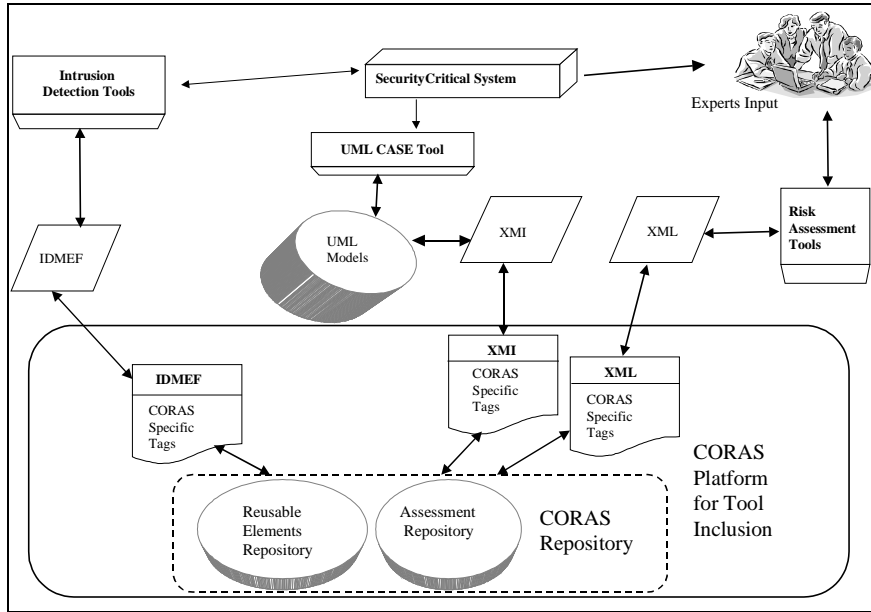 Intrusion
Detection Tools
SecurityCritical System
Experts Input
UML CASE Tool
IDMEF
UML
Models
XMI
XML
Risk
Assessment
Tools
IDMEF
CORAS
Specific
Tags
XMI
CORAS
Specific
Tags
XML
CORAS
Specific
Tags
CORAS
Platform
for Tool
Inclusion
Reusable
Elements
Repository
Assessment
Repository
CORAS
Repository